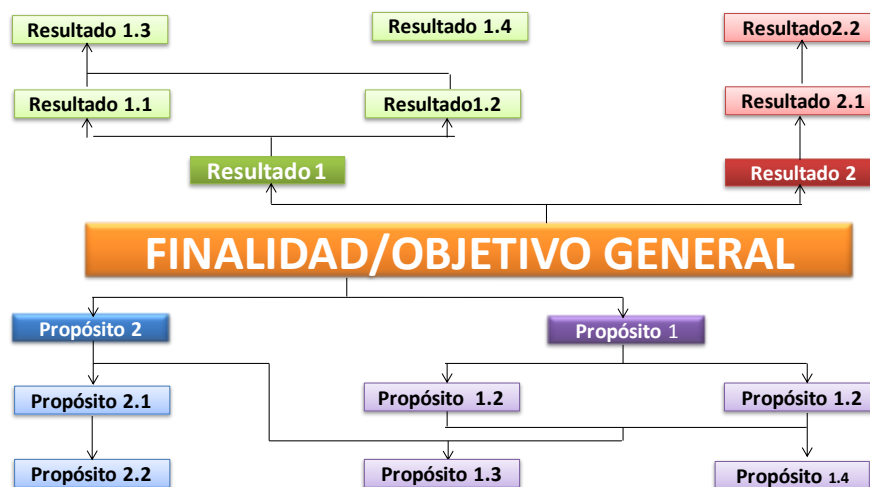 Resultado 1.3
Resultado 1.4
Resultado2.2
Resultado 1.1
Resultado1.2
Resultado 2.1
Resultado 1
Resultado 2
FINALIDAD/OBJETIVO GENERAL
Propósito 2
Propósito 1
Propósito 2.1
Propósito 1.2
Propósito 1.2
Propósito 2.2
Propósito 1.3
Propósito 1.4